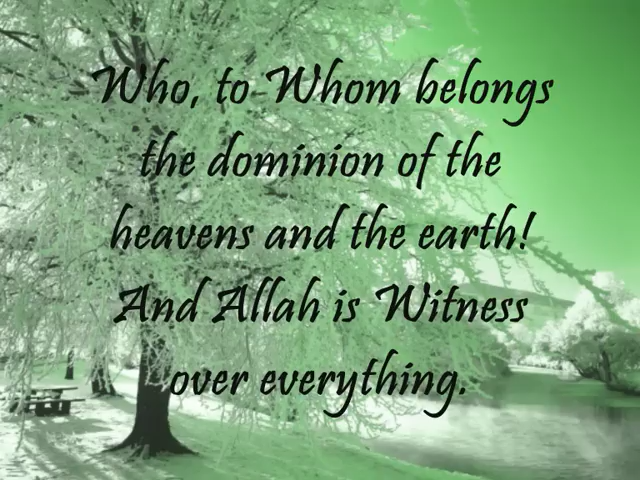 Who, to Whom belongs
the dominion of the
heavens and the earth!
And Allah is Witness
over everything.